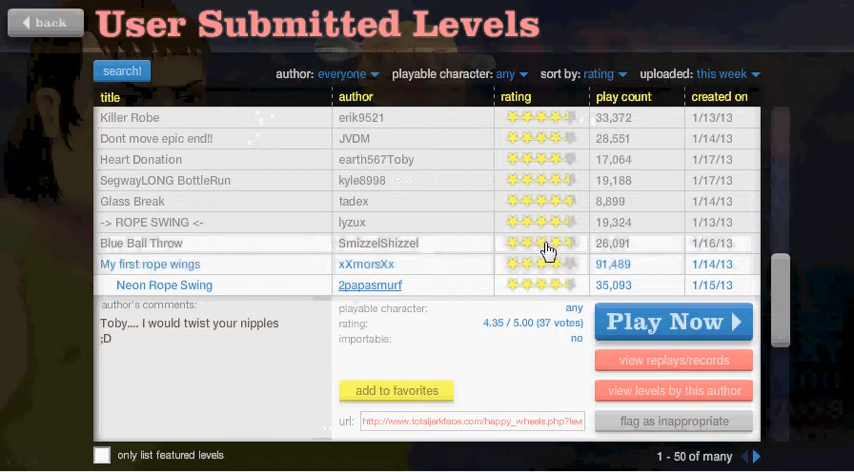 back
User Submitted Levels
search!
author: everyone playable character: any sort by: rating uploaded: this week
title author rating play count created on
Killer Robe erik9521 33,372 1/13/13
Dont move epic end!! JVDM 28,551 1/14/13
Heart Donation earth567Toby 17,064 1/17/13
SegwayLONG BottleRun kyle8998 19,188 1/17/13
Glass Break tadex 8,899 1/14/13
-> ROPE SWING <- lyzux 19,324 1/13/13
Blue Ball Throw SmizzelShizzel 26,091 1/16/13
My first rope wings xXmorsXx 91,489 1/14/13
Neon Rope Swing 2papasmurf 35,093 1/15/13
author's comments:
Toby.... I would twist your nipples
;D
playable character: any
rating: 4.35 / 5.00 (37 votes)
importable: no
Play Now
view replays/records
add to favorites
view levels by this author
url: http://www.totaljerkface.com/happy_wheels.php?lev
flag as inappropriate
only list featured levels
1 - 50 of many